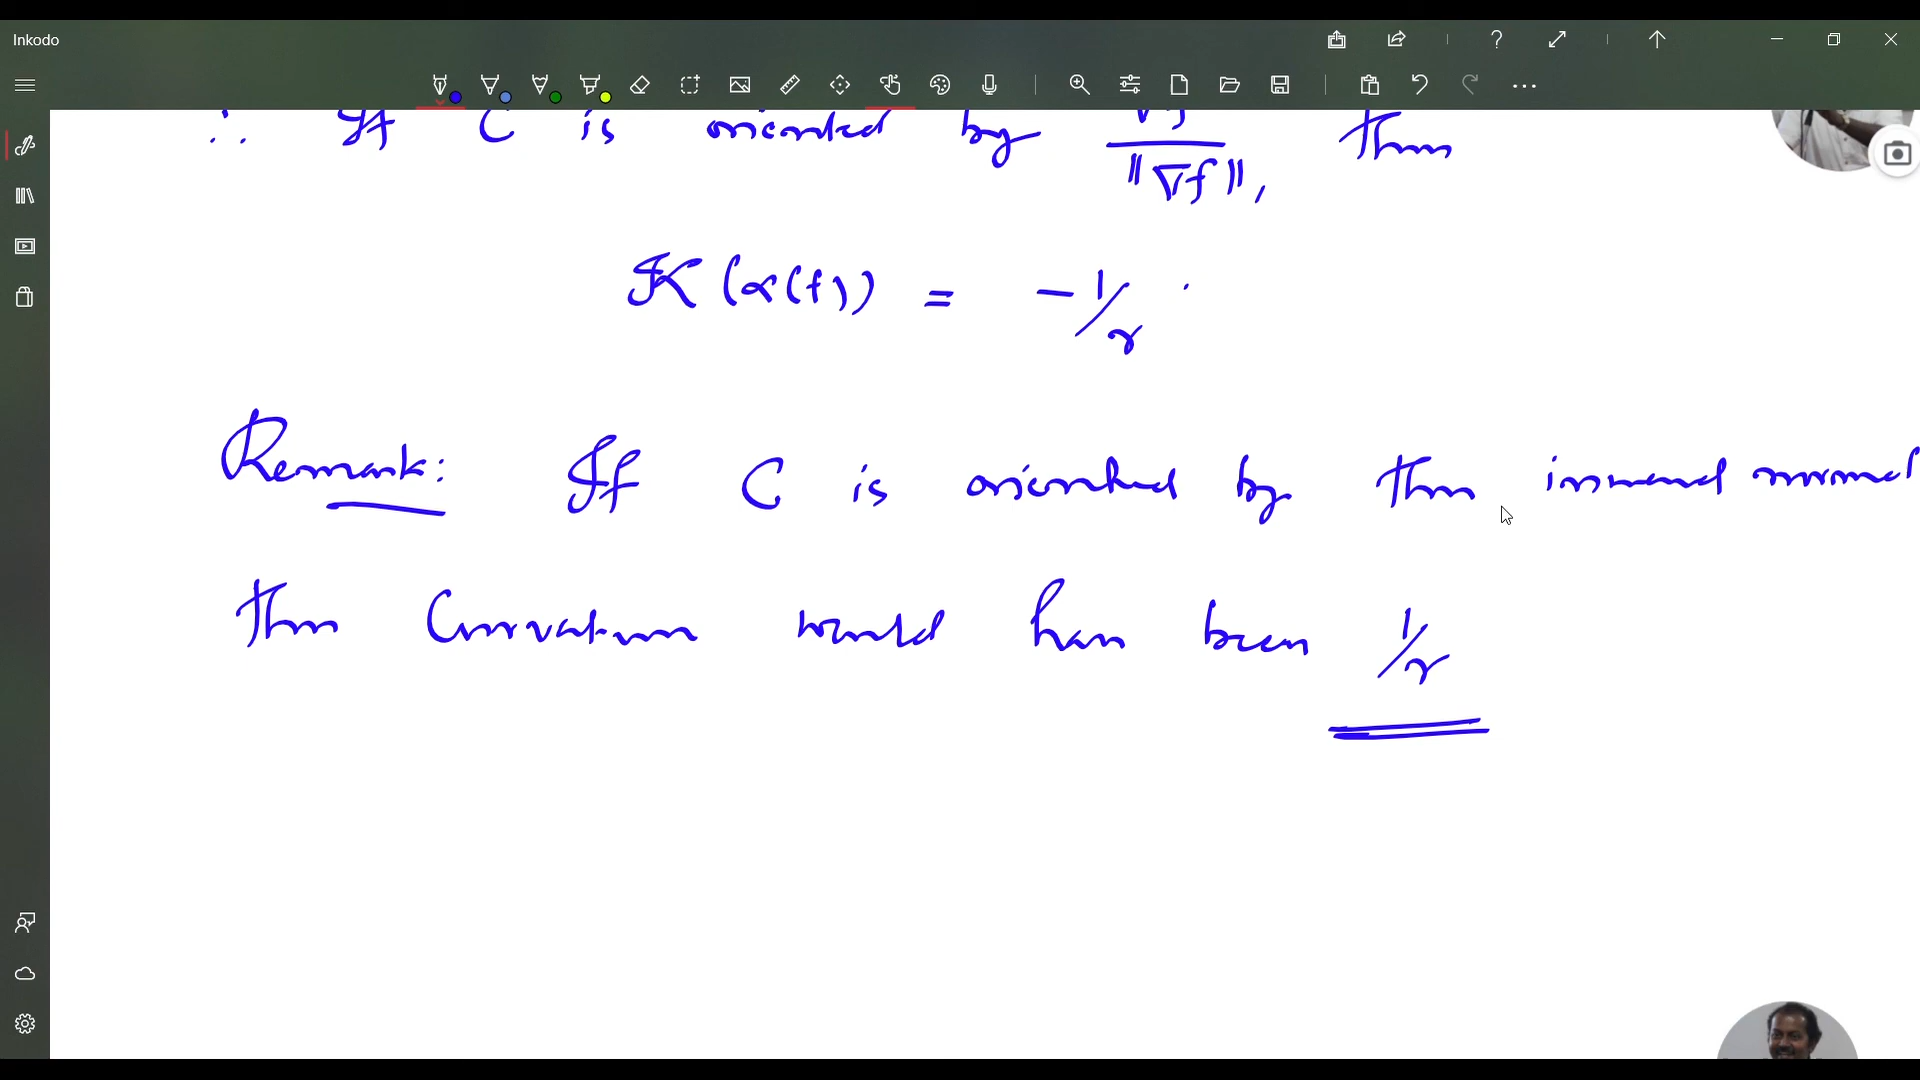 Inkodo
∴ If C is oriented by ∇f / ‖∇f‖, then
K(α(t)) = -1/r.
Remark: If C is oriented by the inward normal
the curvature would have been 1/r